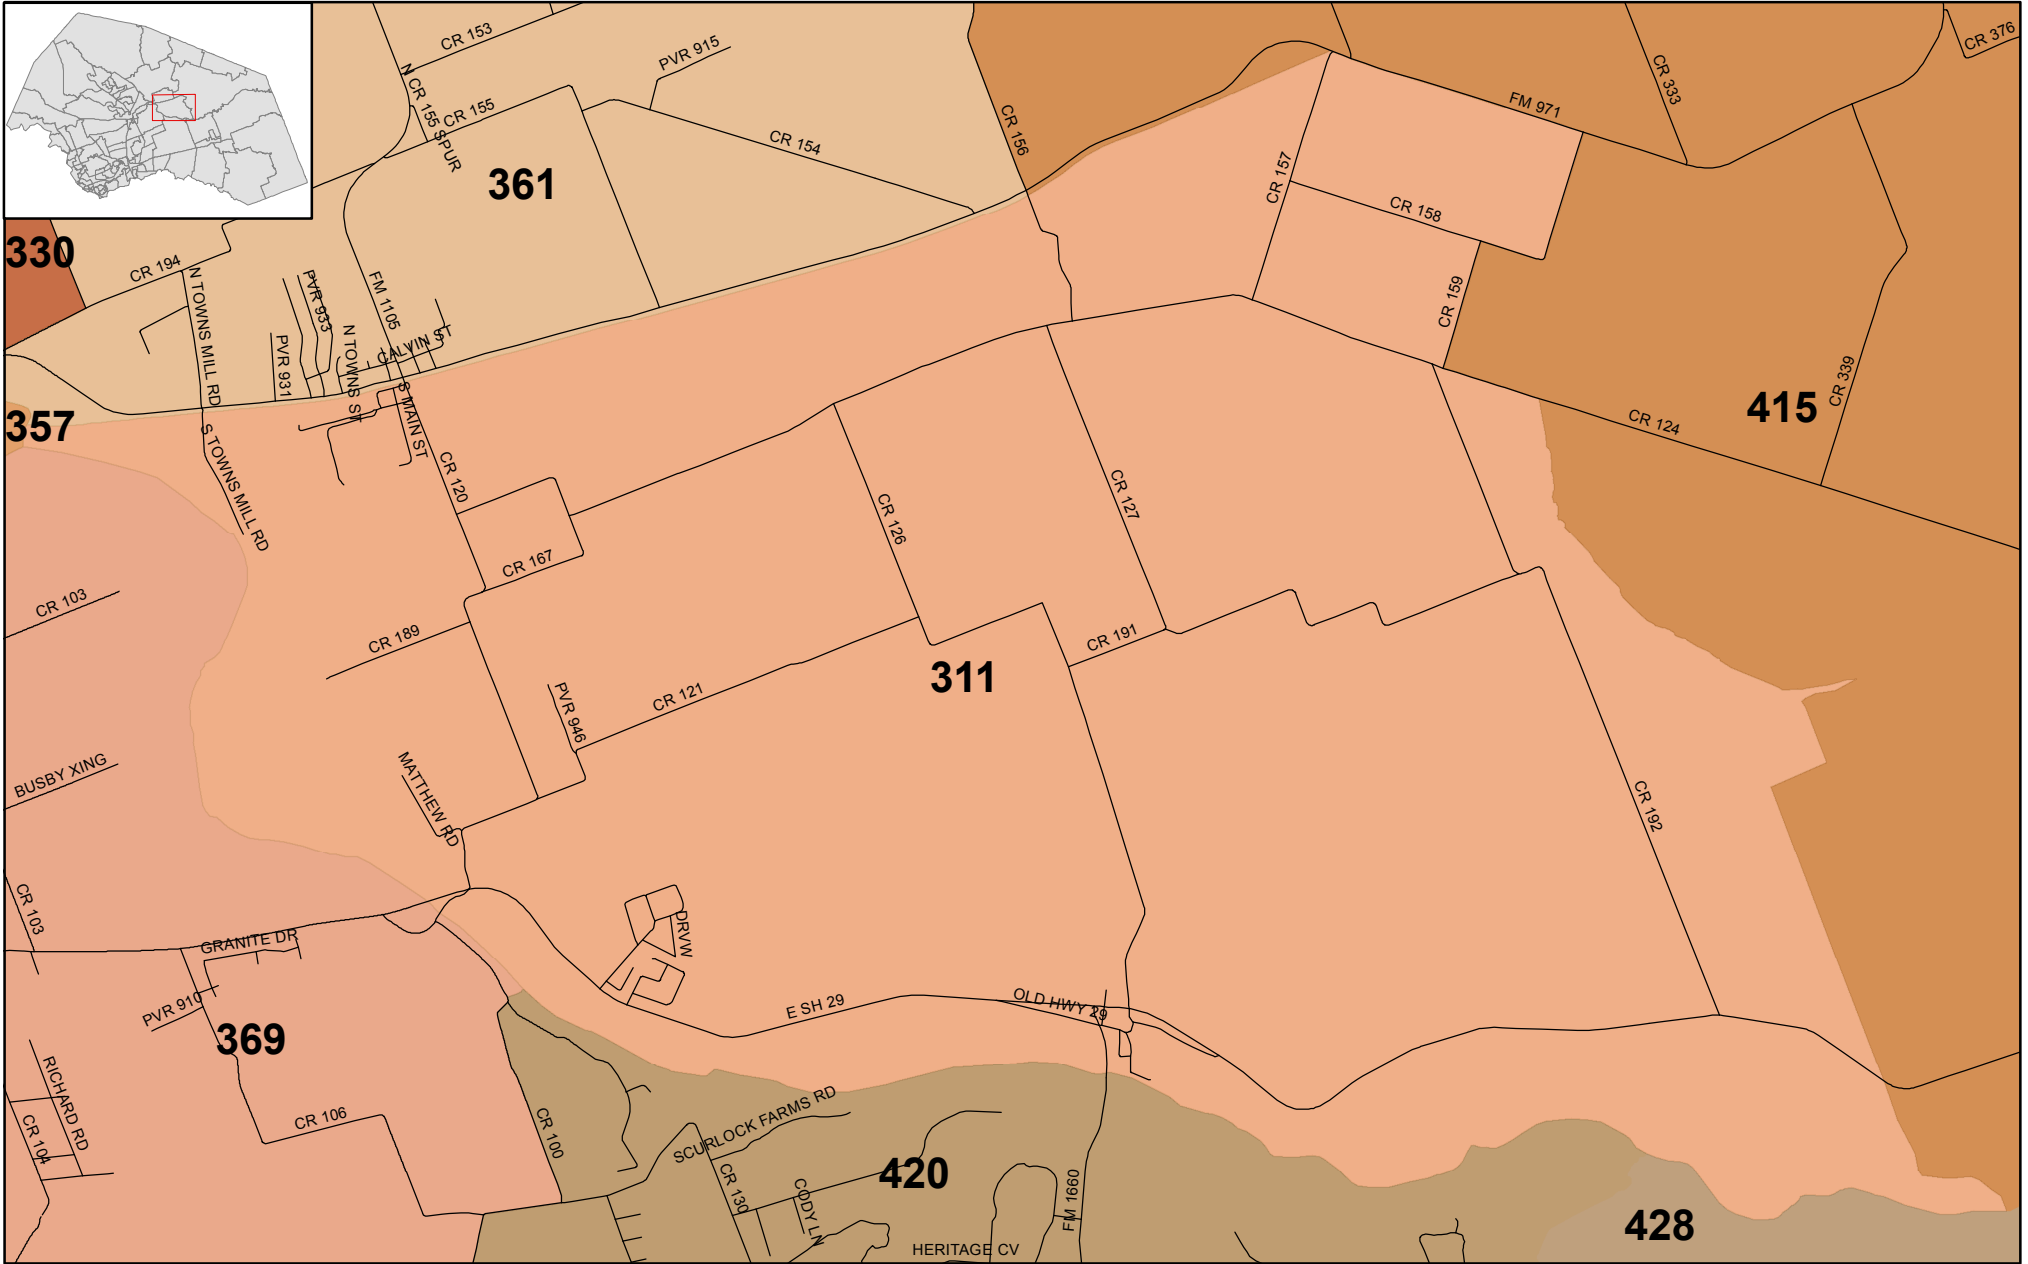 CR 153
PVR 915
CR 376
N CR 155 SPUR
CR 155
CR 333
FM 971
CR 154
CR 156
361
CR 157
CR 158
330
CR 194
N TOWNS MILL RD
PVR 933
FM 1105
CR 159
N TOWNS ST
CALVIN ST
PVR 931
CR 339
S MAIN ST
415
357
CR 124
S TOWNS MILL RD
CR 120
CR 126
CR 127
CR 167
CR 103
CR 189
CR 191
311
CR 121
PVR 946
BUSBY XING
MATTHEW RD
CR 192
CR 103
GRANITE DR
DRVW
PVR 910
E SH 29
OLD HWY 29
369
RICHARD RD
CR 106
CR 104
CR 100
SCURLOCK FARMS RD
420
CR 130
CODY LN
FM 1660
428
HERITAGE CV